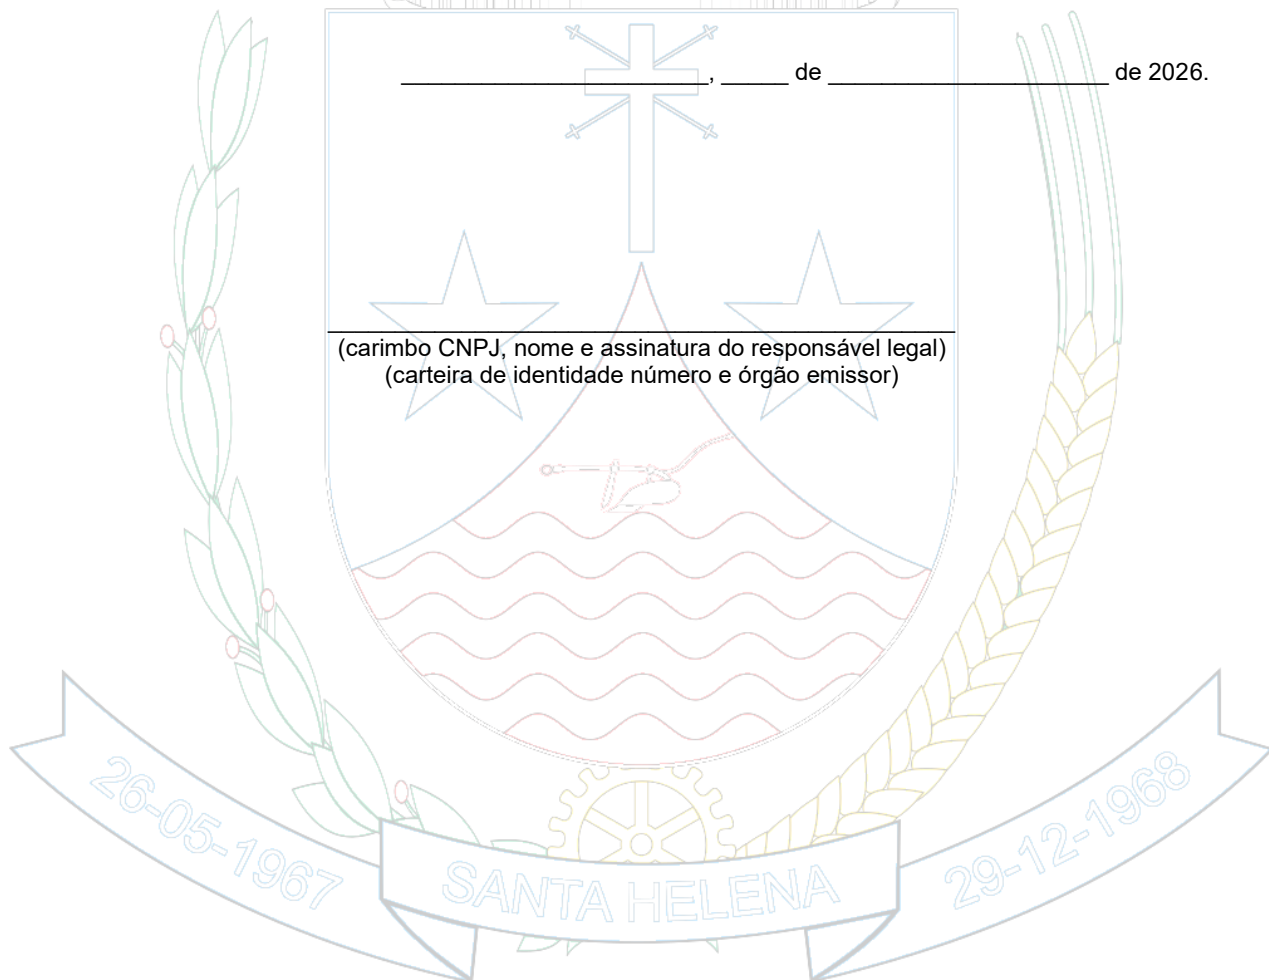 _______________________, _____ de _____________________ de 2026.
_______________________________________________
(carimbo CNPJ, nome e assinatura do responsável legal)
(carteira de identidade número e órgão emissor)
26-05-1967
SANTA HELENA
29-12-1968